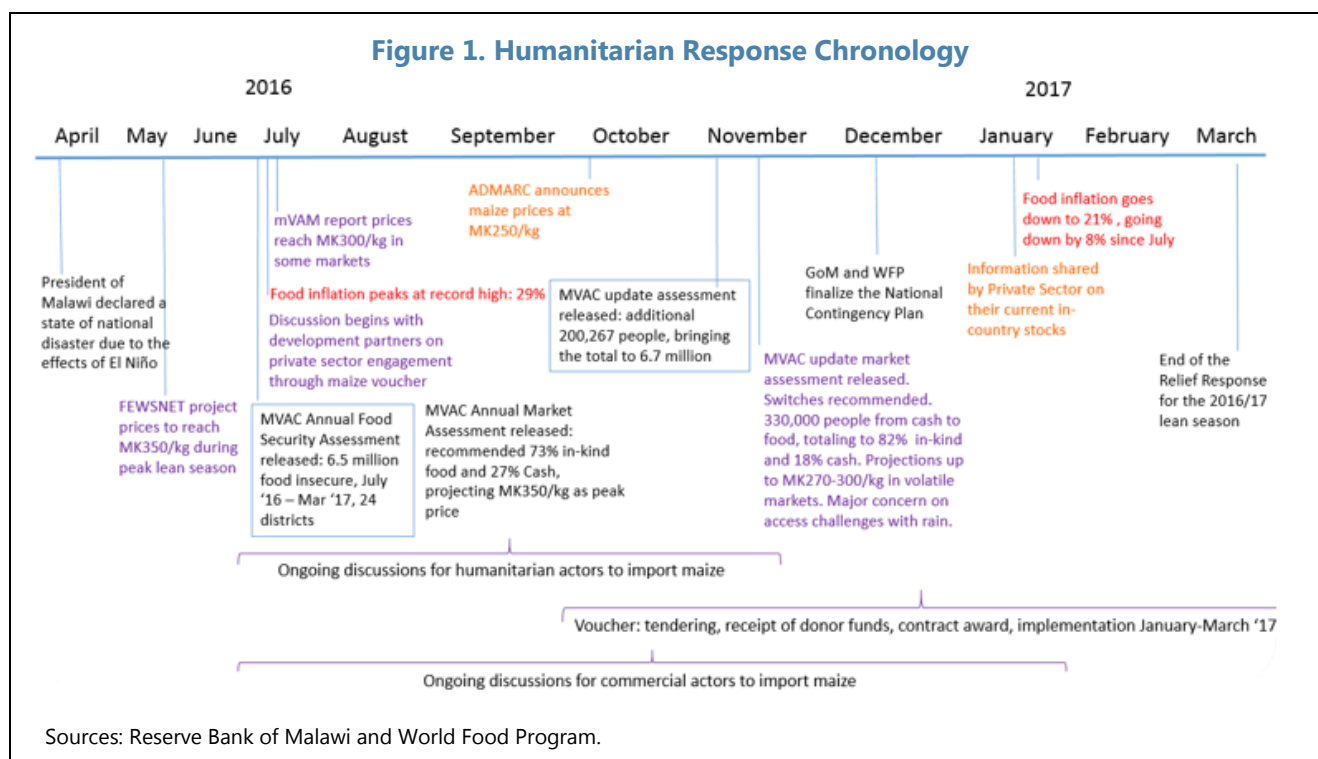 Figure 1. Humanitarian Response Chronology
2016
2017
April
May
June
July
August
September
October
November
December
January
February
March
President of
Malawi declared a
state of national
disaster due to the
effects of El Niño
FEWSNET project
prices to reach
MK350/kg during
peak lean season
mVAM report prices
reach MK300/kg in
some markets
Food inflation peaks at record high: 29%
Discussion begins with
development partners on
private sector engagement
through maize voucher
MVAC Annual Food
Security Assessment
released: 6.5 million
food insecure, July
‘16 – Mar ’17, 24
districts
MVAC Annual Market
Assessment released:
recommended 73% in-kind
food and 27% Cash,
projecting MK350/kg as peak
price
ADMARC announces
maize prices at
MK250/kg
MVAC update assessment
released: additional
200,267 people, bringing
the total to 6.7 million
MVAC update market
assessment released.
Switches recommended.
330,000 people from cash to
food, totaling to 82% in-kind
and 18% cash. Projections up
to MK270-300/kg in volatile
markets. Major concern on
access challenges with rain.
GoM and WFP
finalize the National
Contingency Plan
Food inflation goes
down to 21% , going
down by 8% since July
Information shared
by Private Sector on
their current in-
country stocks
End of the
Relief Response
for the 2016/17
lean season
Ongoing discussions for humanitarian actors to import maize
Voucher: tendering, receipt of donor funds, contract award, implementation January-March ‘17
Ongoing discussions for commercial actors to import maize
Sources: Reserve Bank of Malawi and World Food Program.